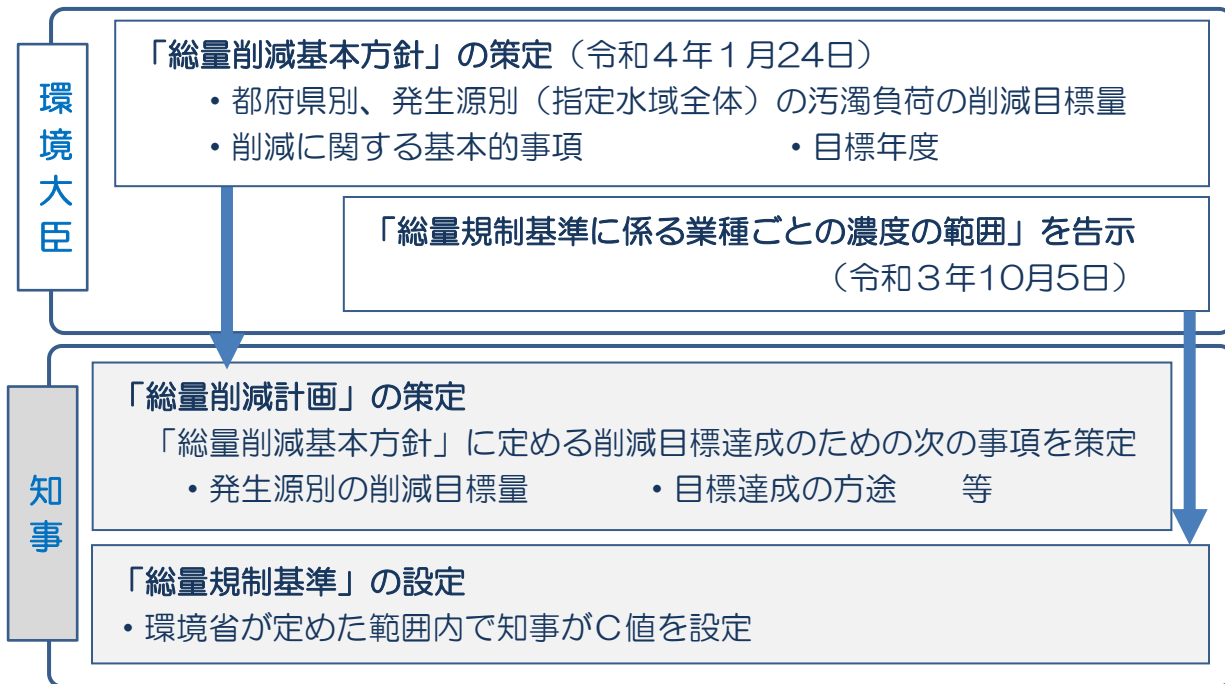 環境大臣
「総量削減基本方針」の策定(令和4年1月24日)
・都府県別、発生源別(指定水域全体)の汚濁負荷の削減目標量
・削減に関する基本的事項 ・目標年度
「総量規制基準に係る業種ごとの濃度の範囲」を告示
(令和3年10月5日)
知事
「総量削減計画」の策定
「総量削減基本方針」に定める削減目標達成のための次の事項を策定
・発生源別の削減目標量 ・目標達成の方途 等
「総量規制基準」の設定
・環境省が定めた範囲内で知事がC値を設定